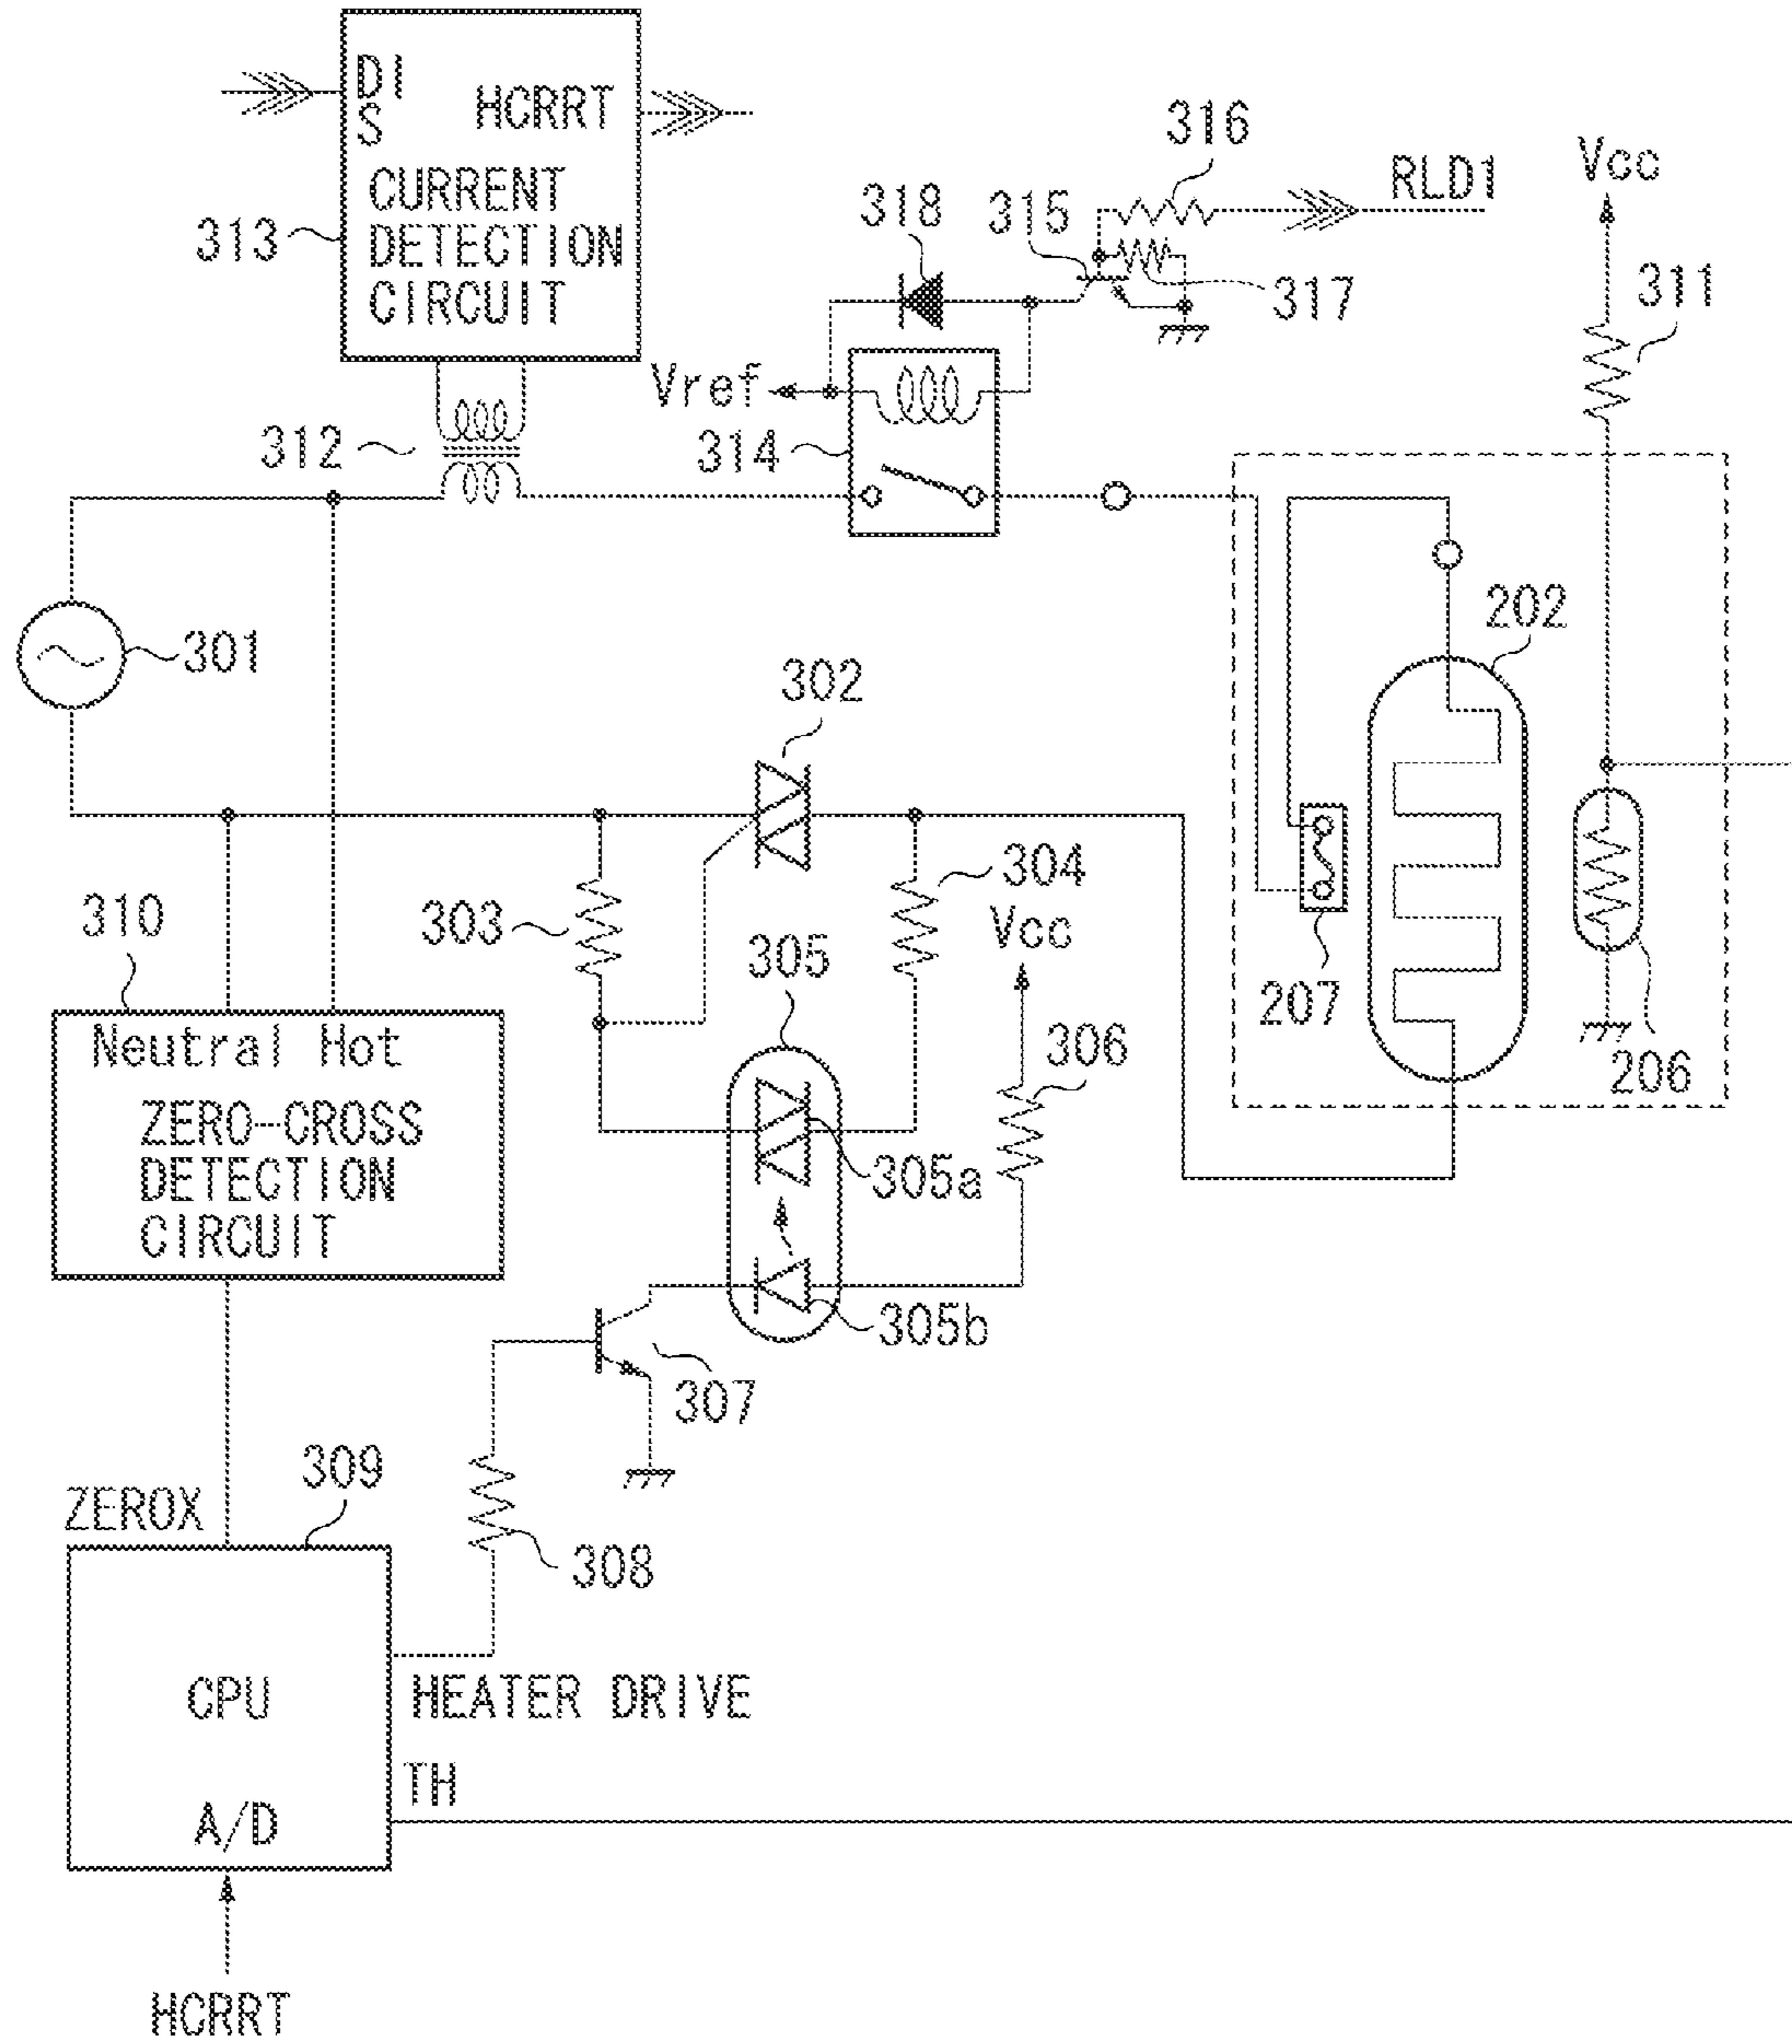 DI
S
HCRRT
CURRENT
DETECTION
CIRCUIT
313
316
RLD1
Vcc
318
315
317
311
Vref
312
314
301
302
202
303
304
Vcc
310
305
207
206
Neutral Hot
306
ZERO-CROSS
DETECTION
CIRCUIT
305a
305b
307
309
ZEROX
308
CPU
HEATER DRIVE
TH
A/D
HCRRT